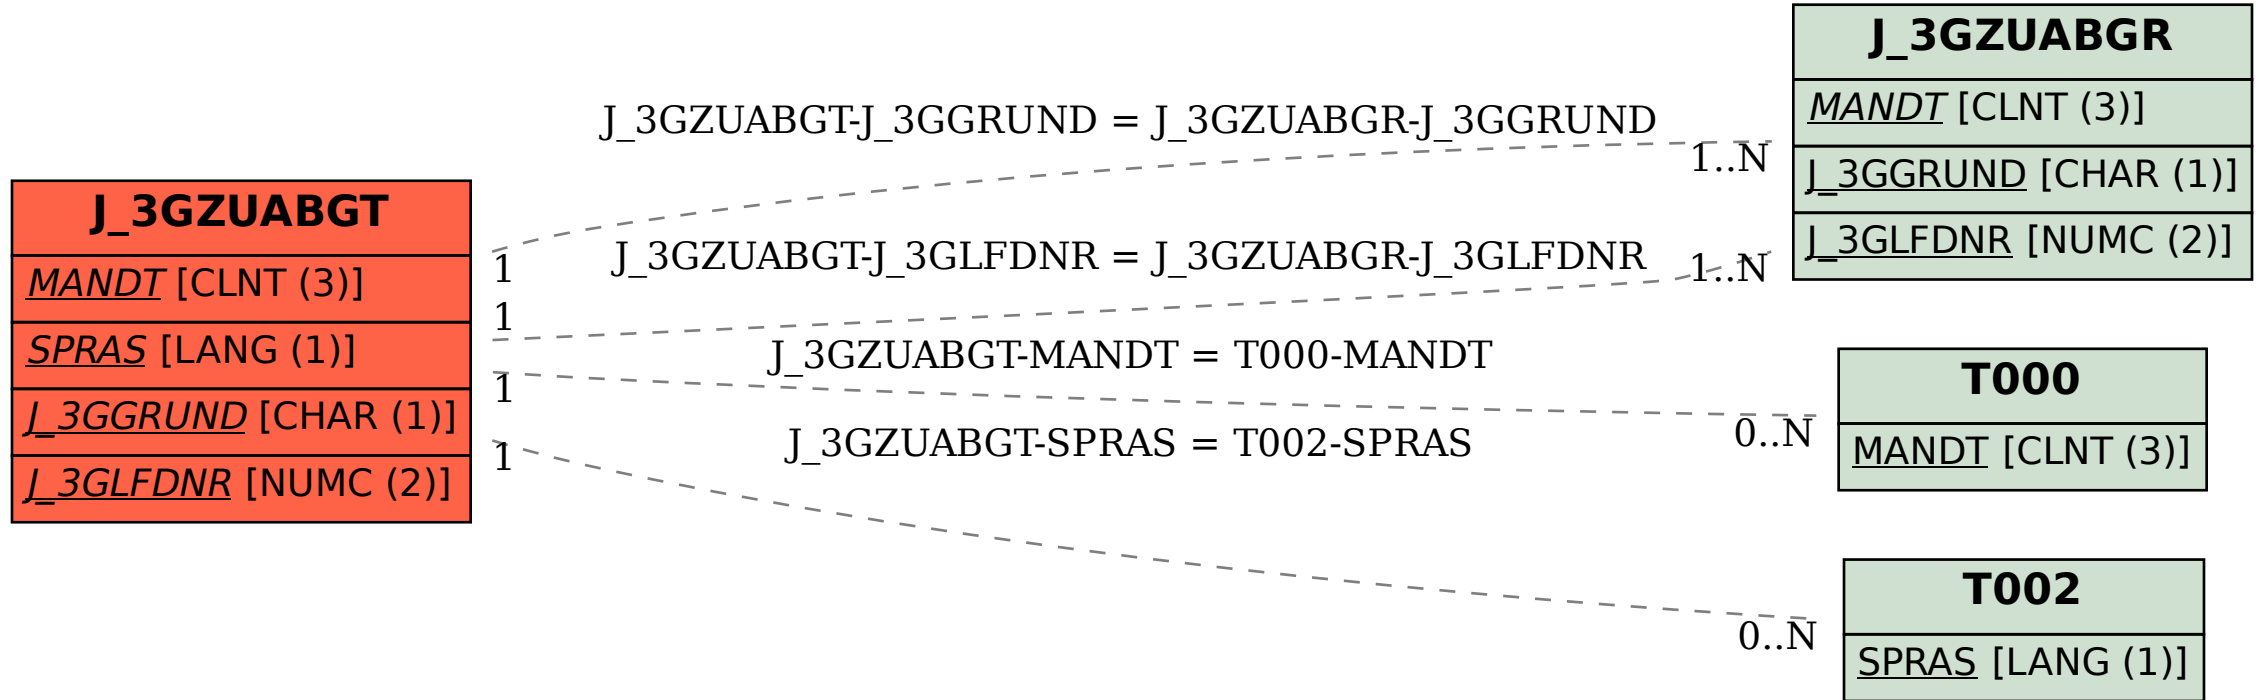 J_3GZUABGT
MANDT [CLNT (3)]
SPRAS [LANG (1)]
J_3GGRUND [CHAR (1)]
J_3GLFDNR [NUMC (2)]
J_3GZUABGT-J_3GGRUND = J_3GZUABGR-J_3GGRUND
1
1..N
J_3GZUABGT-J_3GLFDNR = J_3GZUABGR-J_3GLFDNR
1
1..N
J_3GZUABGT-MANDT = T000-MANDT
1
0..N
J_3GZUABGT-SPRAS = T002-SPRAS
1
0..N
J_3GZUABGR
MANDT [CLNT (3)]
J_3GGRUND [CHAR (1)]
J_3GLFDNR [NUMC (2)]
T000
MANDT [CLNT (3)]
T002
SPRAS [LANG (1)]